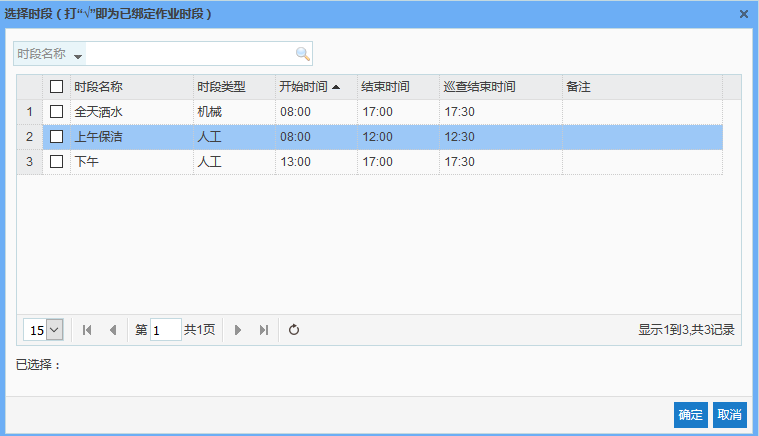 选择时段（打“√”即为已绑定作业时段）
时段名称
时段名称 时段类型 开始时间 结束时间 巡查结束时间 备注
1 全天洒水 机械 08:00 17:00 17:30
2 上午保洁 人工 08:00 12:00 12:30
3 下午 人工 13:00 17:00 17:30
15 第 1 共1页 显示1到3,共3记录
已选择：
确定 取消